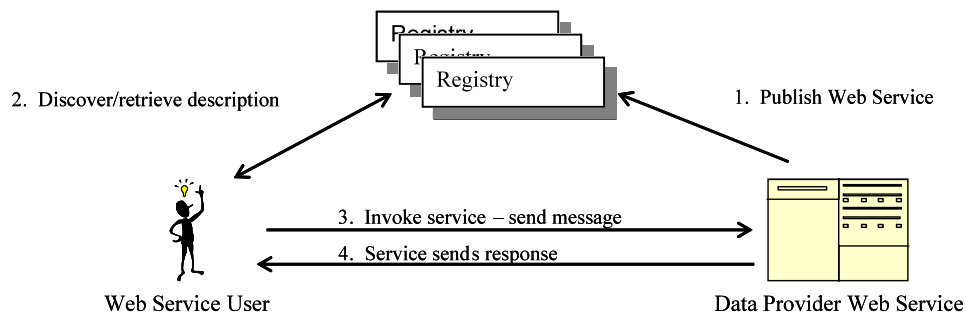 Registry
Registry
Registry
2. Discover/retrieve description
1. Publish Web Service
3. Invoke service – send message
4. Service sends response
Web Service User
Data Provider Web Service